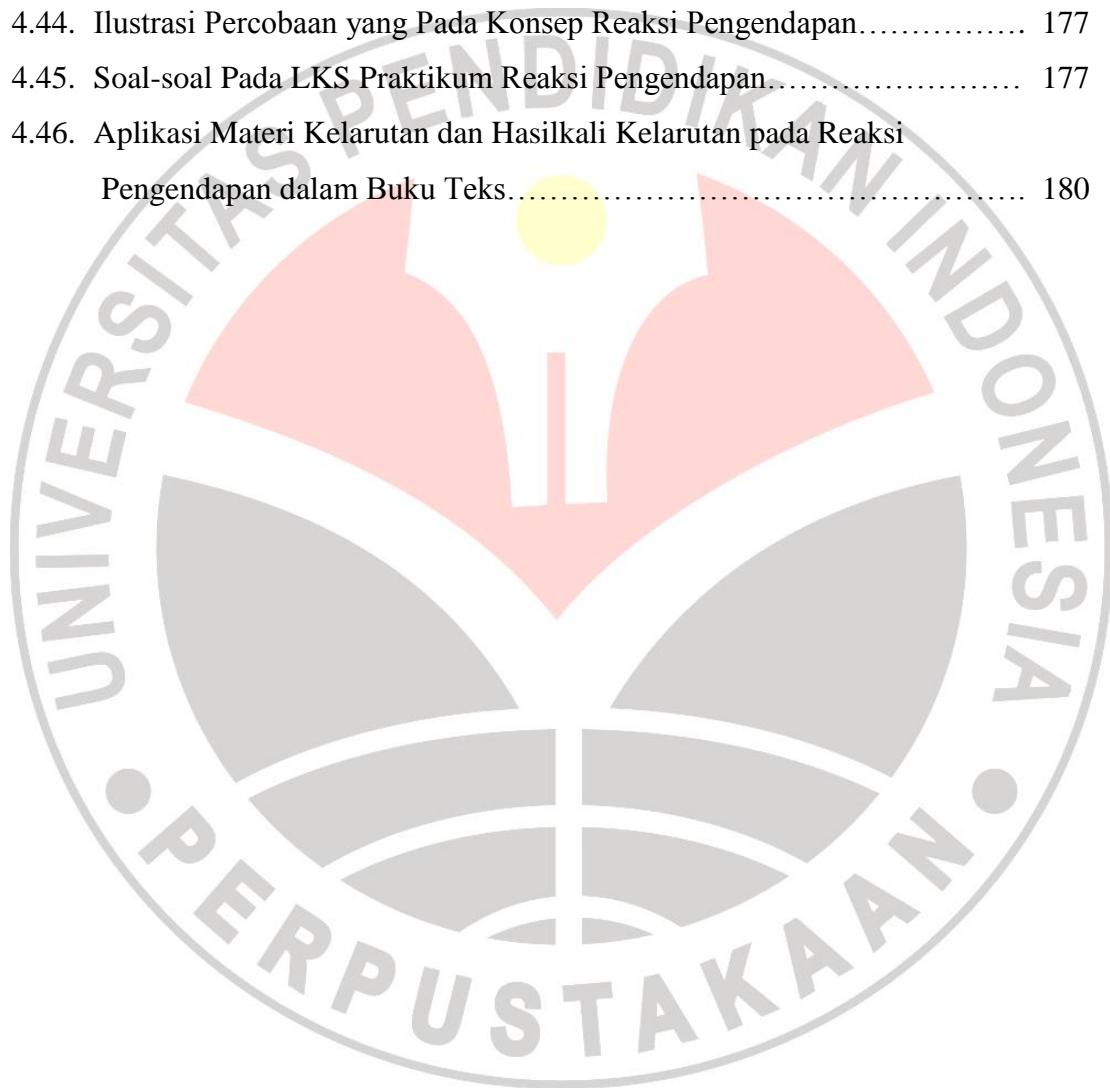 4.44. Ilustrasi Percobaan yang Pada Konsep Reaksi Pengendapan……………. 177
4.45. Soal-soal Pada LKS Praktikum Reaksi Pengendapan…………………… 177
4.46. Aplikasi Materi Kelarutan dan Hasilkali Kelarutan pada Reaksi
Pengendapan dalam Buku Teks…………………………………………. 180
UNIVERSITAS PENDIDIKAN INDONESIA
PERPUSTAKAAN